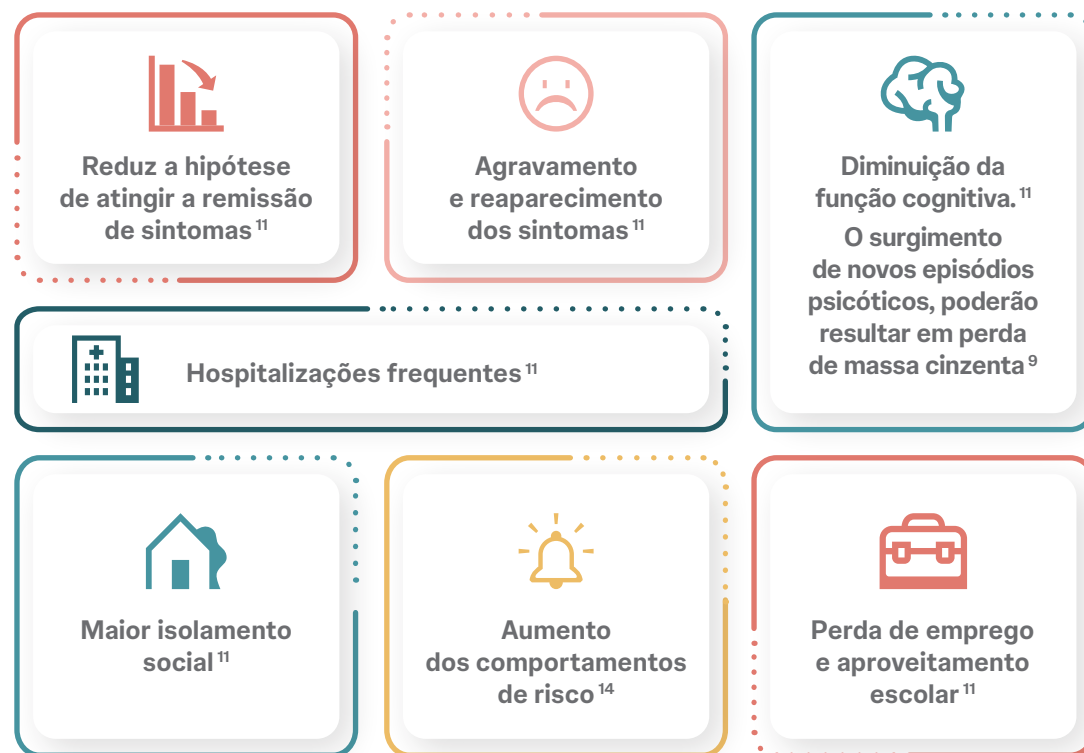 Reduz a hipótese
de atingir a remissão
de sintomas 11
Agravamento
e reaparecimento
dos sintomas 11
Diminuição da
função cognitiva. 11
O surgimento
de novos episódios
psicóticos, poderão
resultar em perda
de massa cinzenta 9
Hospitalizações frequentes 11
Maior isolamento
social 11
Aumento
dos comportamentos
de risco 14
Perda de emprego
e aproveitamento
escolar 11